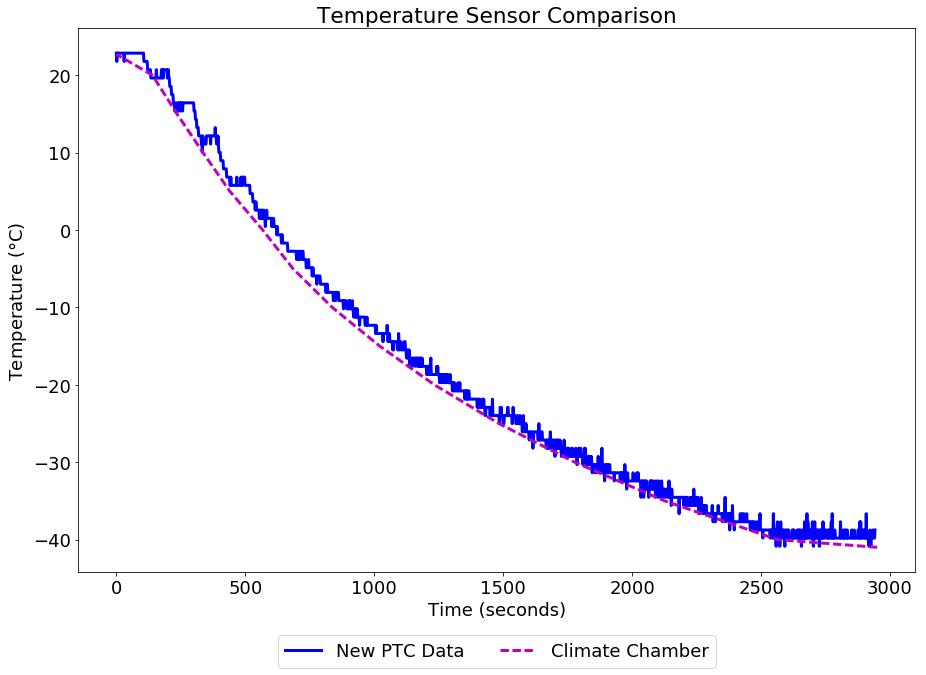 Temperature Sensor Comparison
Temperature (°C)
20
10
0
−10
−20
−30
−40
0 500 1000 1500 2000 2500 3000
Time (seconds)
New PTC Data Climate Chamber